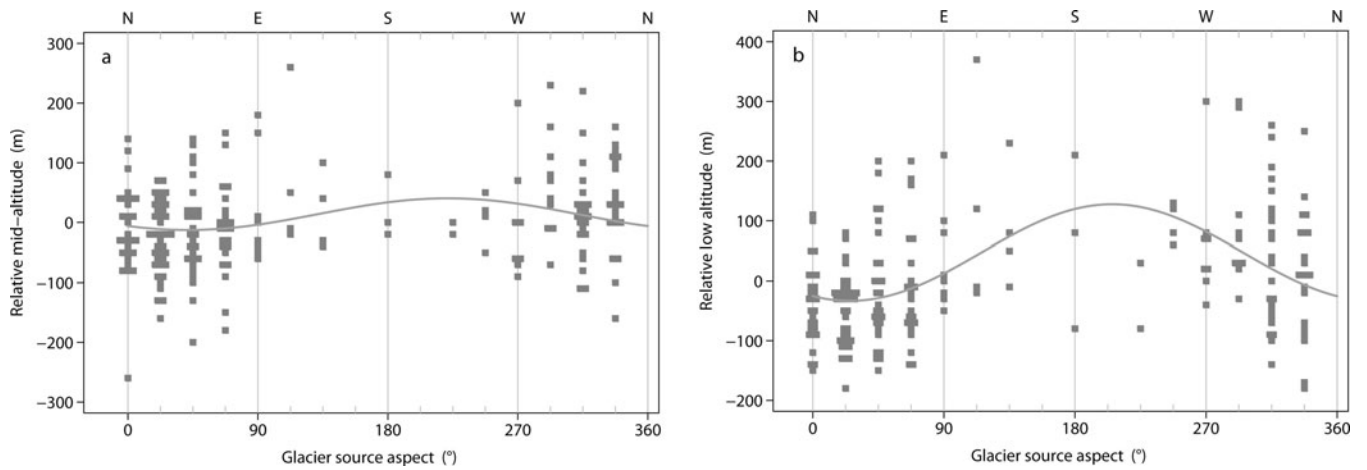 N E S W N
300
200
100
0
−100
−200
−300
a
Relative mid-altitude (m)
0 90 180 270 360
Glacier source aspect (°)
N E S W N
400
300
200
100
0
−100
−200
b
Relative low altitude (m)
0 90 180 270 360
Glacier source aspect (°)